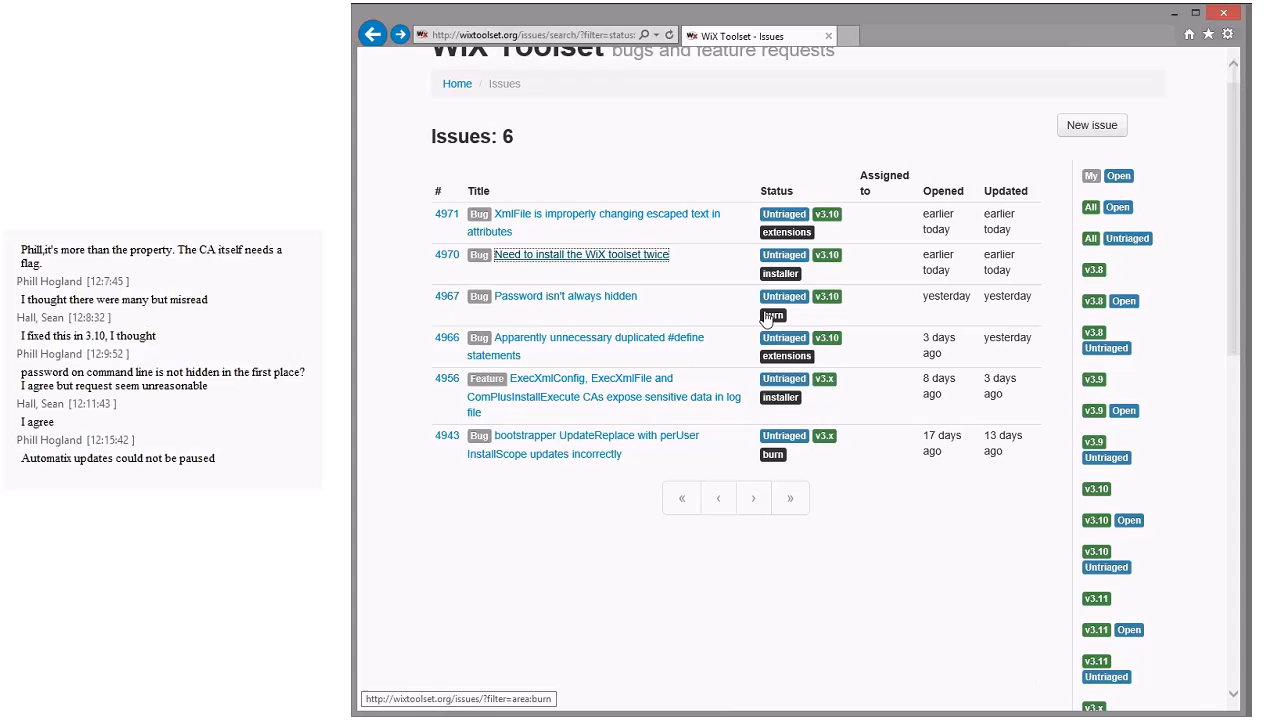 Phill,it's more than the property. The CA itself needs a
flag.
Phill Hogland [12:7:45 ]
I thought there were many but misread
Hall, Sean [12:8:32 ]
I fixed this in 3.10, I thought
Phill Hogland [12:9:52 ]
password on command line is not hidden in the first place?
I agree but request seem unreasonable
Hall, Sean [12:11:43 ]
I agree
Phill Hogland [12:15:42 ]
Automatix updates could not be paused
http://wixtoolset.org/issues/search/?filter=status:
WiX Toolset - Issues
WiX Toolset bugs and feature requests
Home / Issues
Issues: 6
New issue
# Title Status Assigned to Opened Updated
4971 Bug XmlFile is improperly changing escaped text in Untriaged v3.10 earlier earlier
attributes extensions today today
4970 Bug Need to install the WiX toolset twice Untriaged v3.10 earlier earlier
installer today today
4967 Bug Password isn't always hidden Untriaged v3.10 yesterday yesterday
burn
4966 Bug Apparently unnecessary duplicated #define Untriaged v3.10 3 days yesterday
statements extensions ago
4956 Feature ExecXmlConfig, ExecXmlFile and Untriaged v3.x 8 days 3 days
ComPlusInstallExecute CAs expose sensitive data in log installer ago ago
file
4943 Bug bootstrapper UpdateReplace with perUser Untriaged v3.x 17 days 13 days
InstallScope updates incorrectly burn ago ago
« ‹ › »
My Open
All Open
All Untriaged
v3.8
v3.8 Open
v3.8
Untriaged
v3.9
v3.9 Open
v3.9
Untriaged
v3.10
v3.10 Open
v3.10
Untriaged
v3.11
v3.11 Open
v3.11
Untriaged
v3.x
http://wixtoolset.org/issues/?filter=area:burn